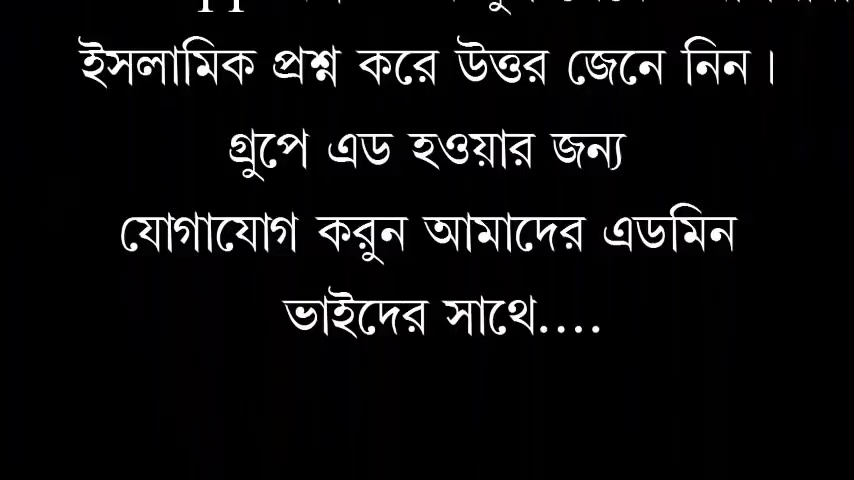 ইসলামিক প্রশ্ন করে উত্তর জেনে নিন।
গ্রুপে এড হওয়ার জন্য
যোগাযোগ করুন আমাদের এডমিন
ভাইদের সাথে....